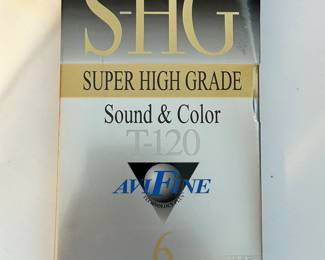 S-HG
SUPER HIGH GRADE
Sound & Color
T-120
AVIFINE
6